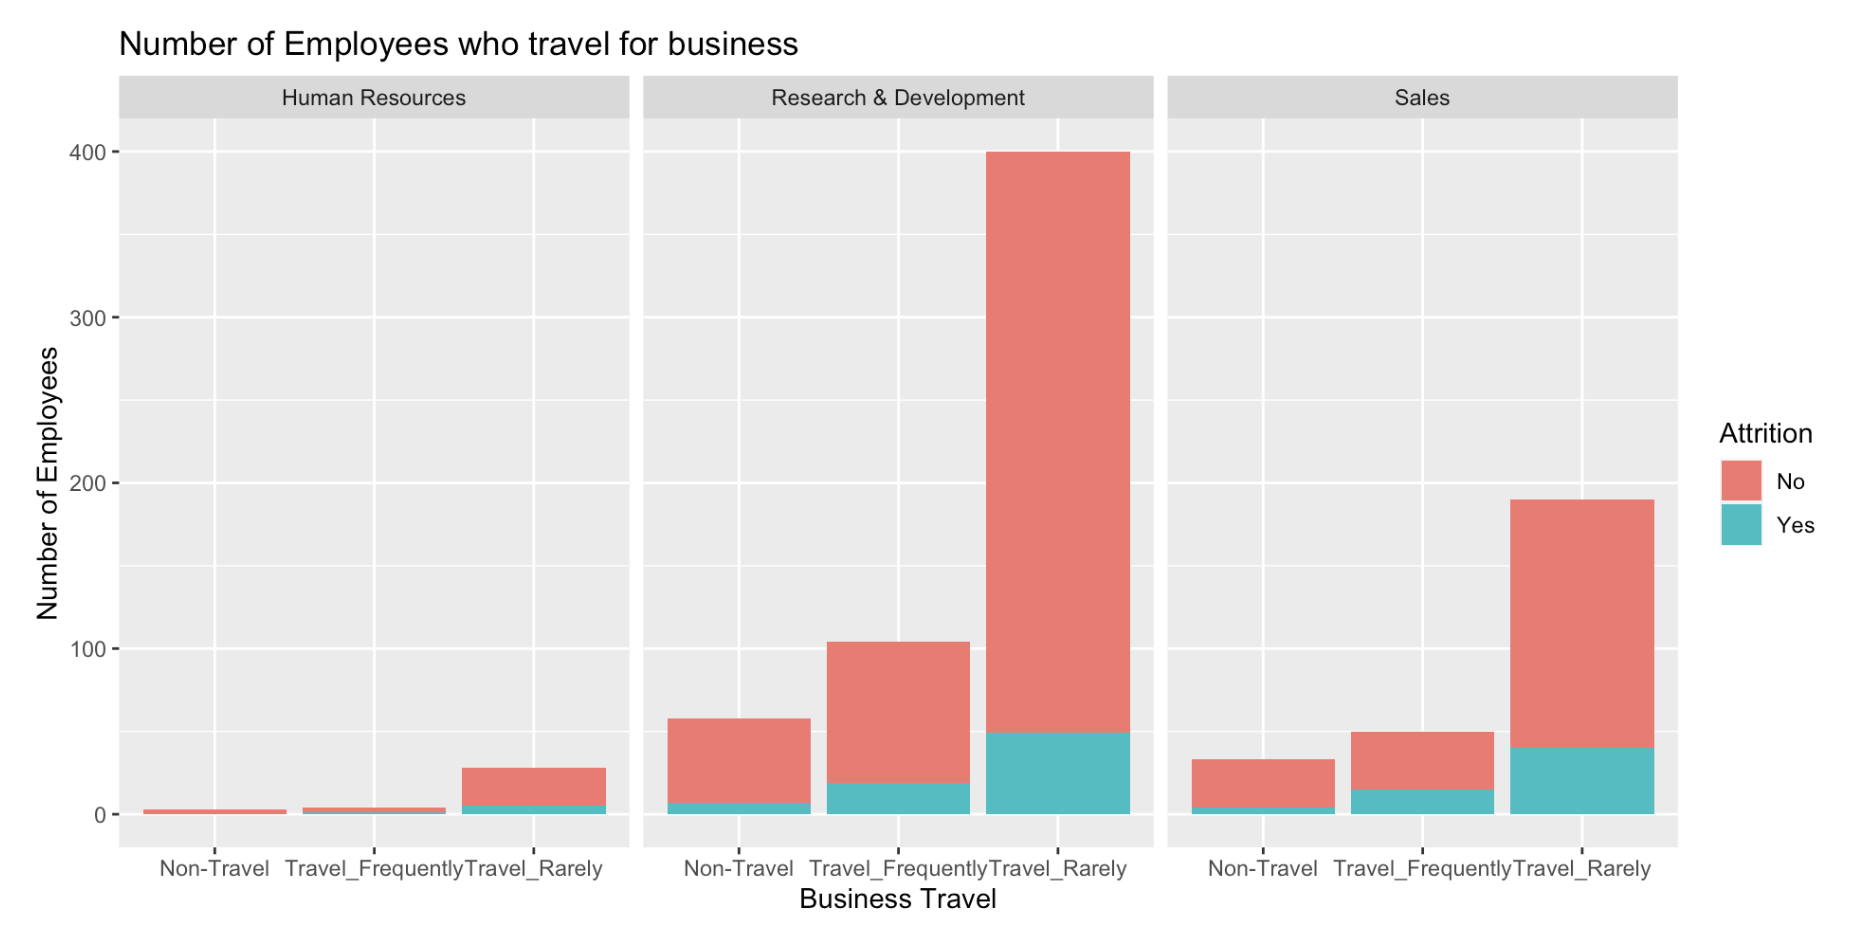 Number of Employees who travel for business
Human Resources
Research & Development
Sales
Number of Employees
400
300
200
100
0
Non-Travel Travel_Frequently Travel_Rarely
Non-Travel Travel_Frequently Travel_Rarely
Non-Travel Travel_Frequently Travel_Rarely
Business Travel
Attrition
No
Yes